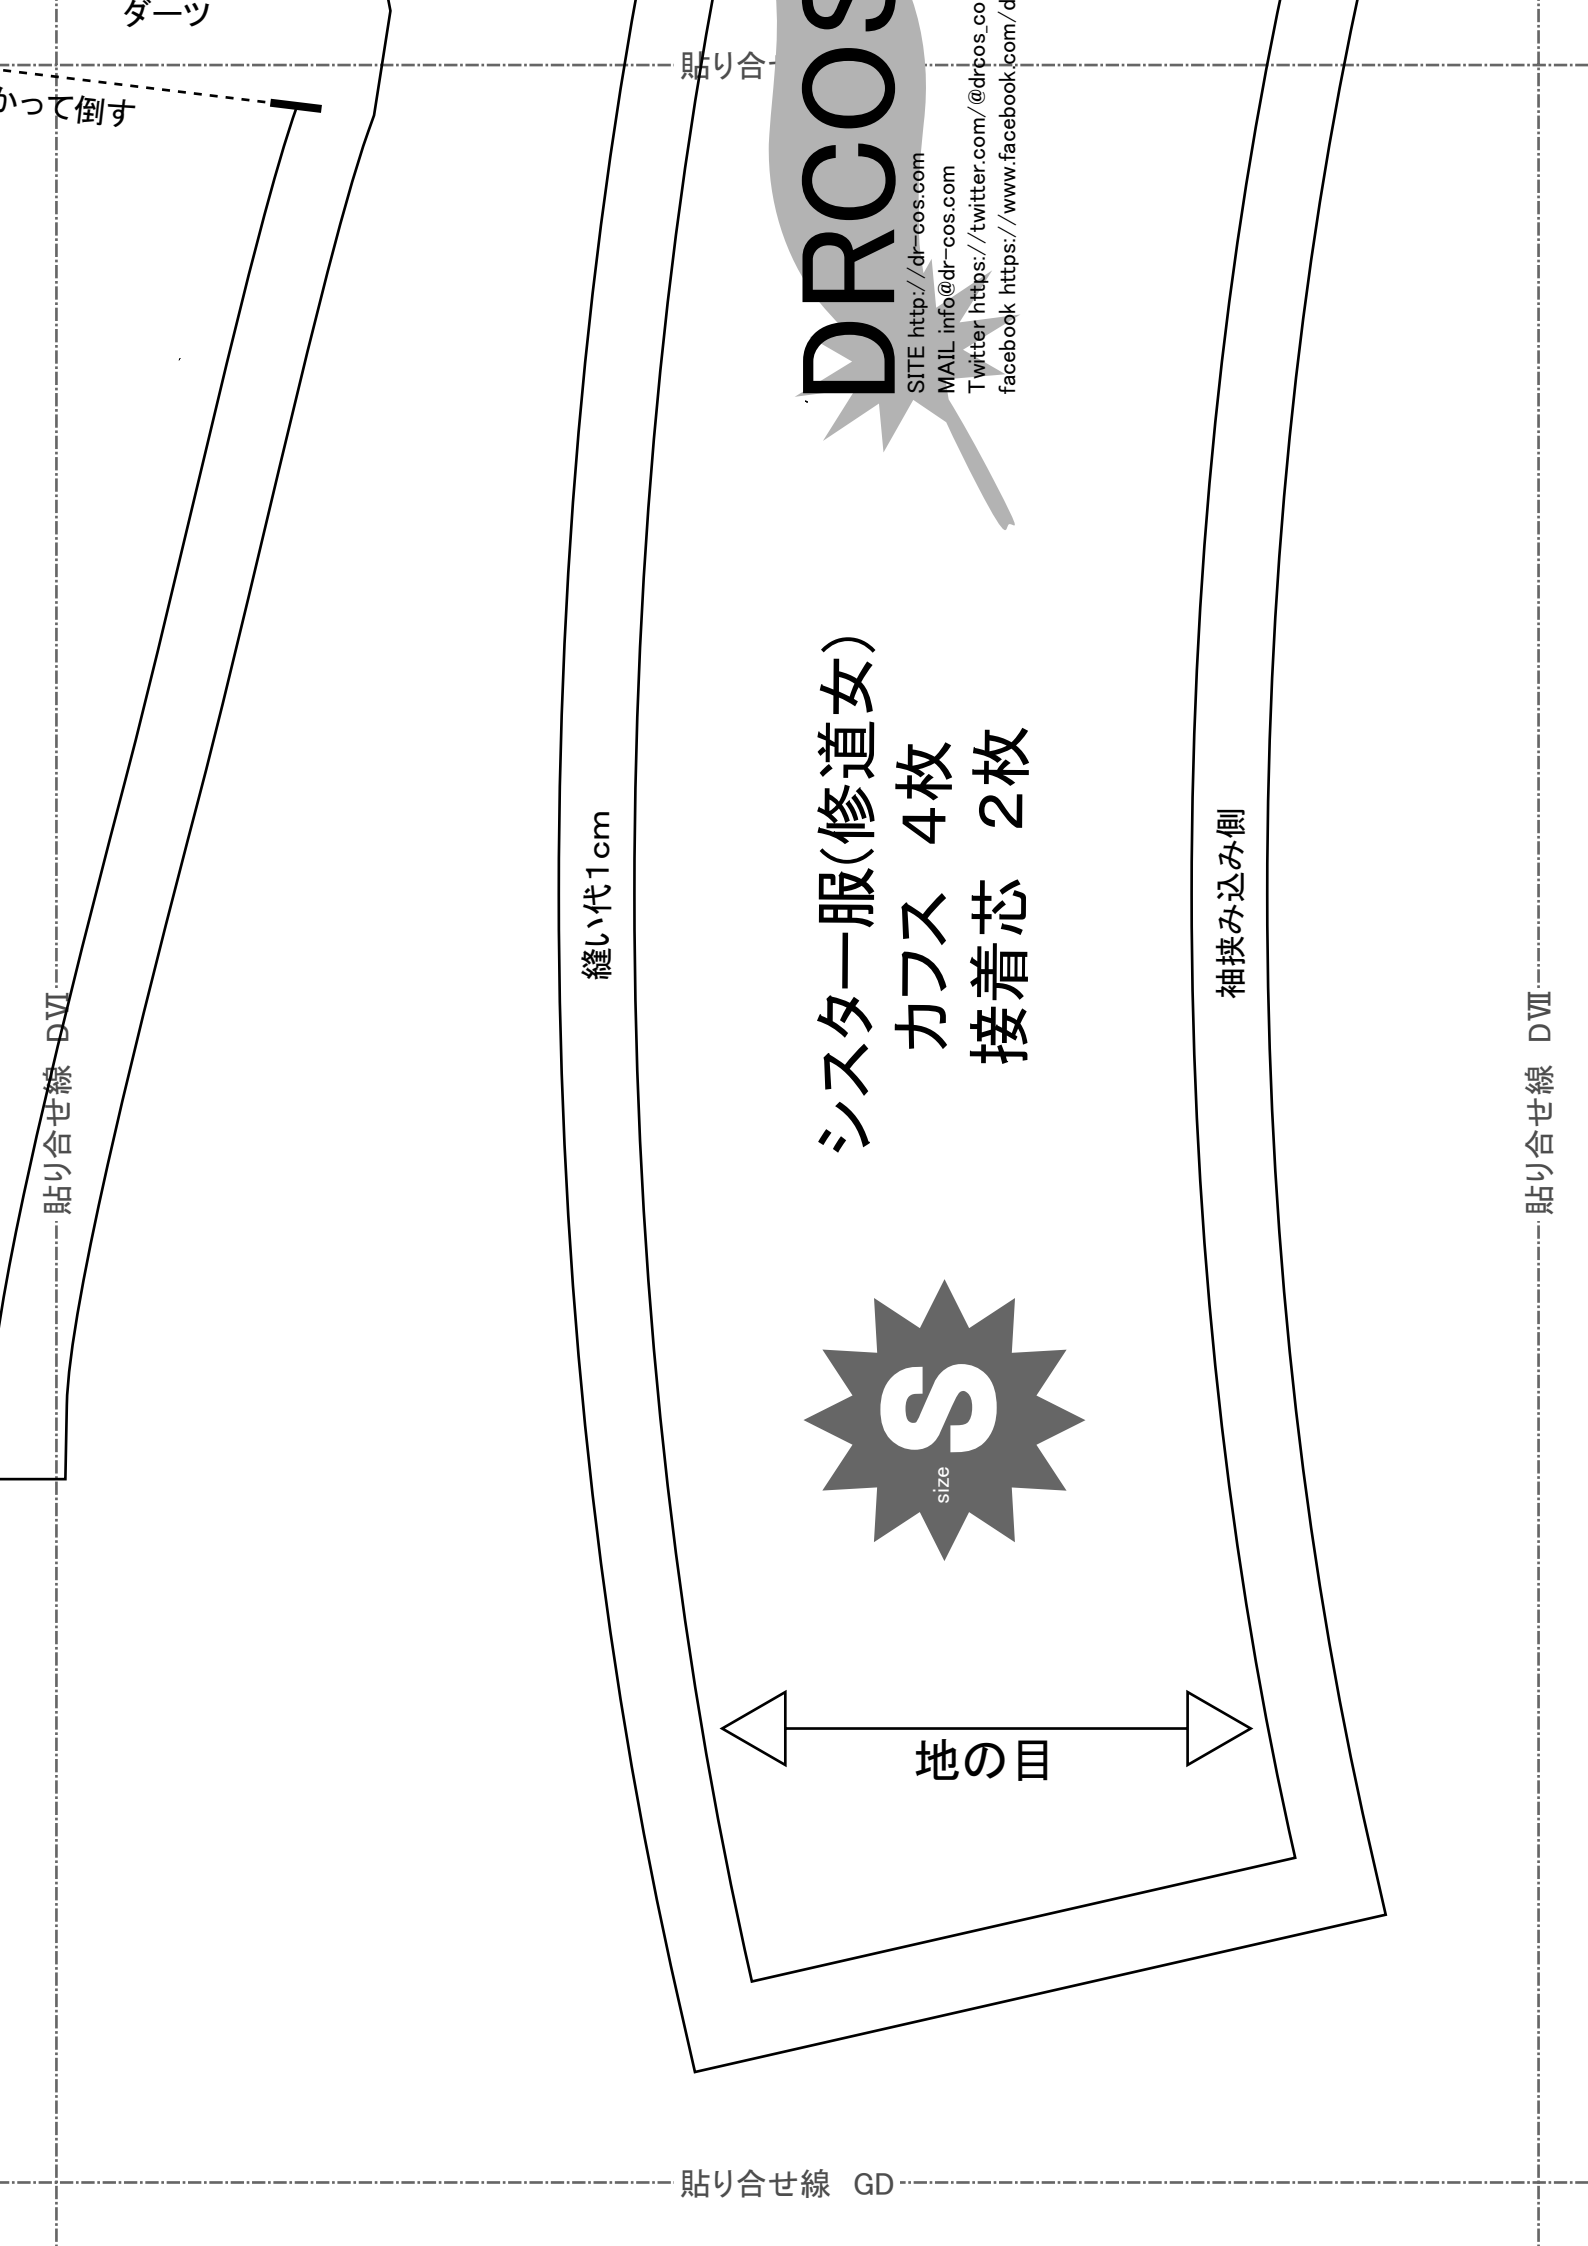 ダーツ
かって倒す
貼り合
DRCOS
SITE http://dr-cos.com
MAIL info@dr-cos.com
Twitter https://twitter.com/@drcos_co
facebook https://www.facebook.com/d
シスター服(修道女)
カフス 4枚
接着芯 2枚
縫い代1cm
袖挟み込み側
貼り合せ線 DⅥ
貼り合せ線 DⅦ
S
size
地の目
貼り合せ線 GD